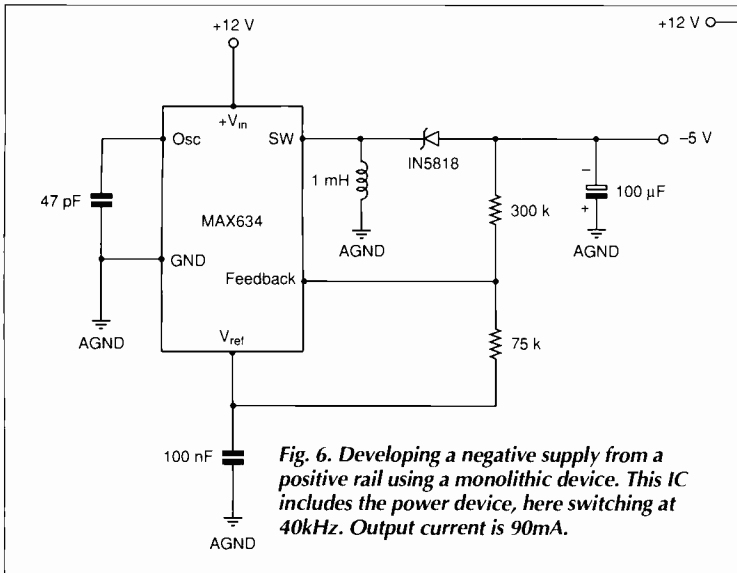 +12 V
+12 V
+Vin
Osc
SW
IN5818
–5 V
1 mH
–
100 µF
+
47 pF
MAX634
300 k
AGND
AGND
GND
Feedback
AGND
Vref
75 k
100 nF
AGND
Fig. 6. Developing a negative supply from a
positive rail using a monolithic device. This IC
includes the power device, here switching at
40kHz. Output current is 90mA.